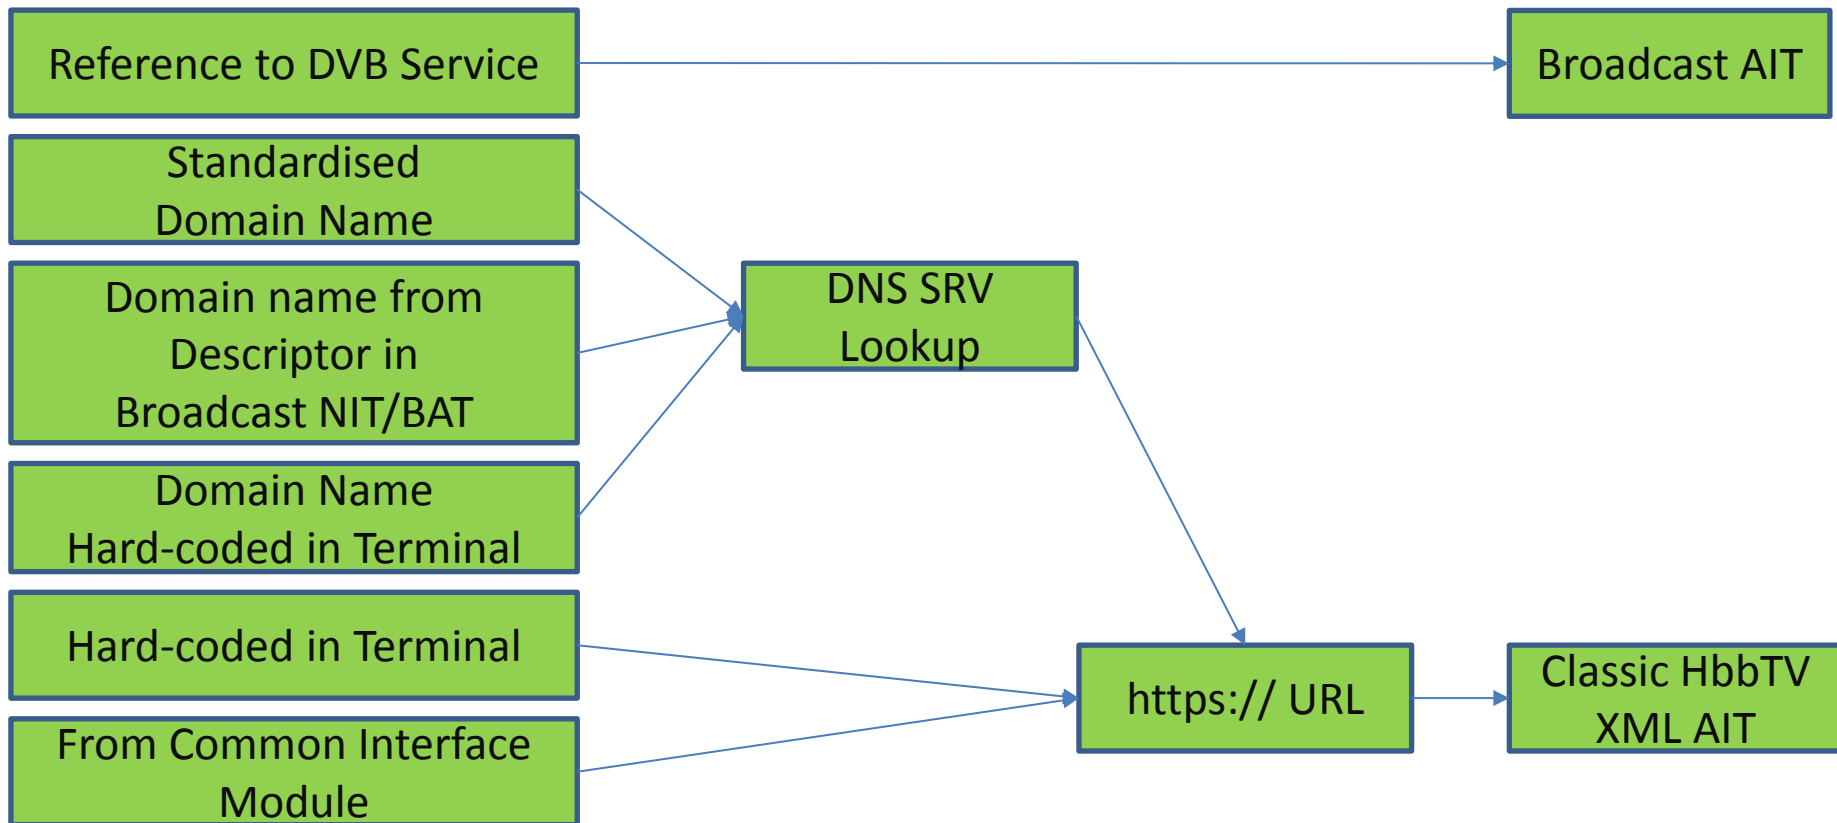 Reference to DVB Service
Broadcast AIT
Standardised
Domain Name
Domain name from
Descriptor in
Broadcast NIT/BAT
DNS SRV
Lookup
Domain Name
Hard-coded in Terminal
Hard-coded in Terminal
https:// URL
Classic HbbTV
XML AIT
From Common Interface
Module